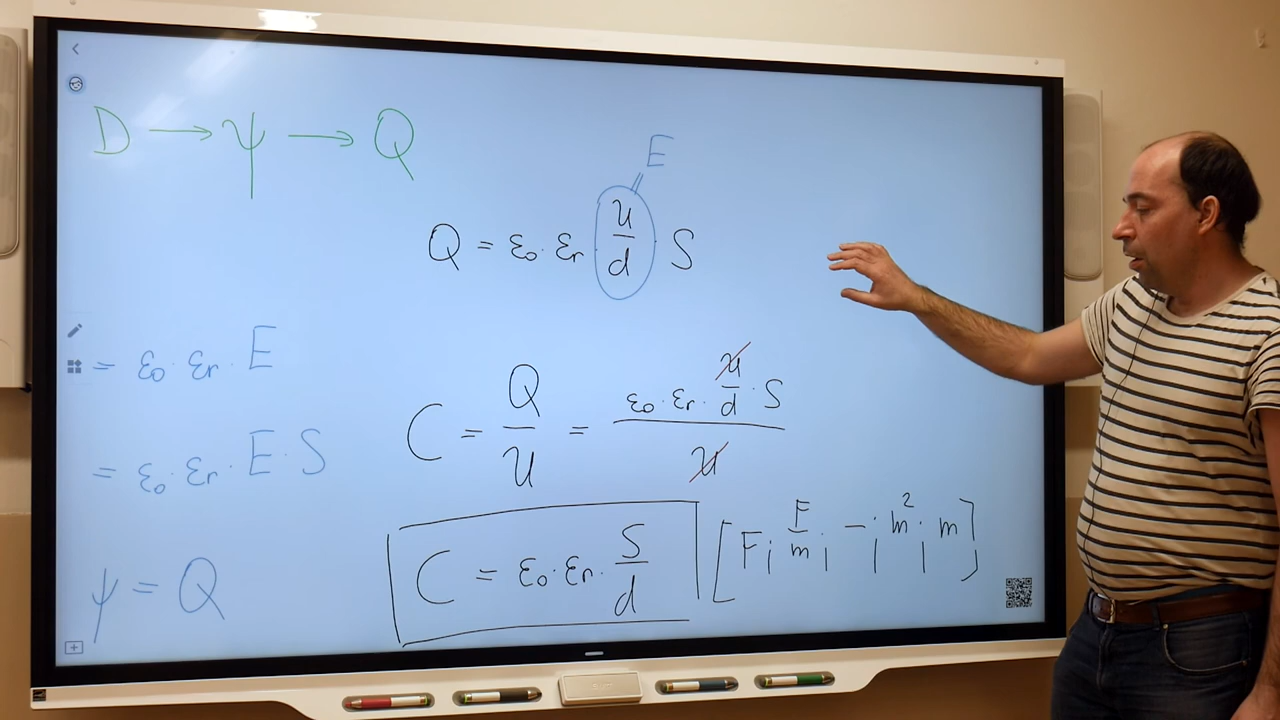 D → ψ → Q
E
Q = ε₀ · εr U/d S
= ε₀ · εr · E
C = Q/U = ε₀ · εr · U/d · S / U
= ε₀ · εr · E · S
C = ε₀ · εr · S/d [F; F/m; -; m²; m]
ψ = Q